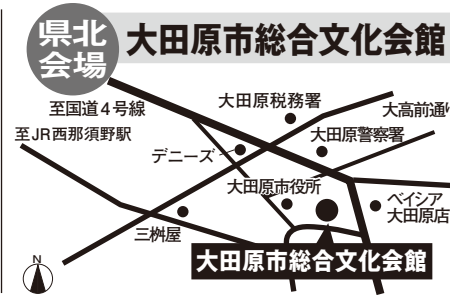 県北
会場
大田原市総合文化会館
至国道4号線
大田原税務署
大高前通り
至JR西那須野駅
大田原警察署
デニーズ
大田原市役所
ベイシア
大田原店
三桝屋
大田原市総合文化会館
N